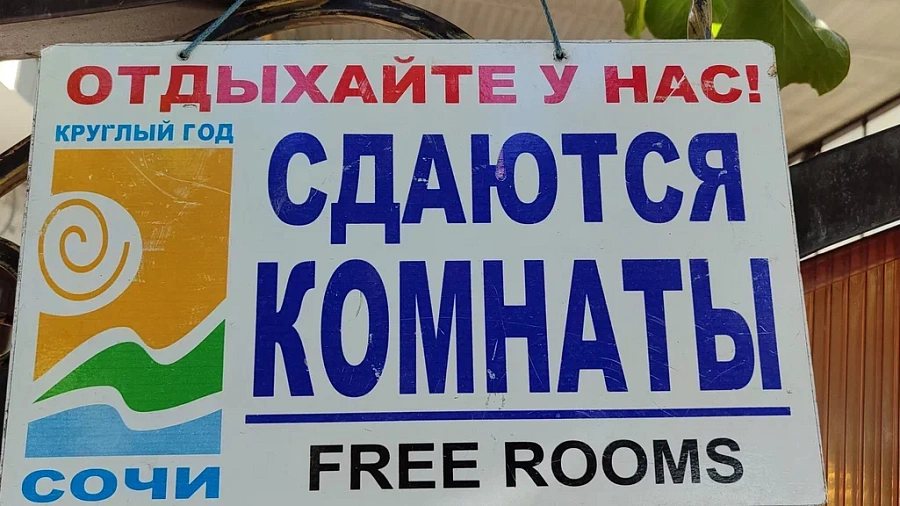 ОТДЫХАЙТЕ У НАС!
КРУГЛЫЙ ГОД
СДАЮТСЯ
КОМНАТЫ
СОЧИ
FREE ROOMS